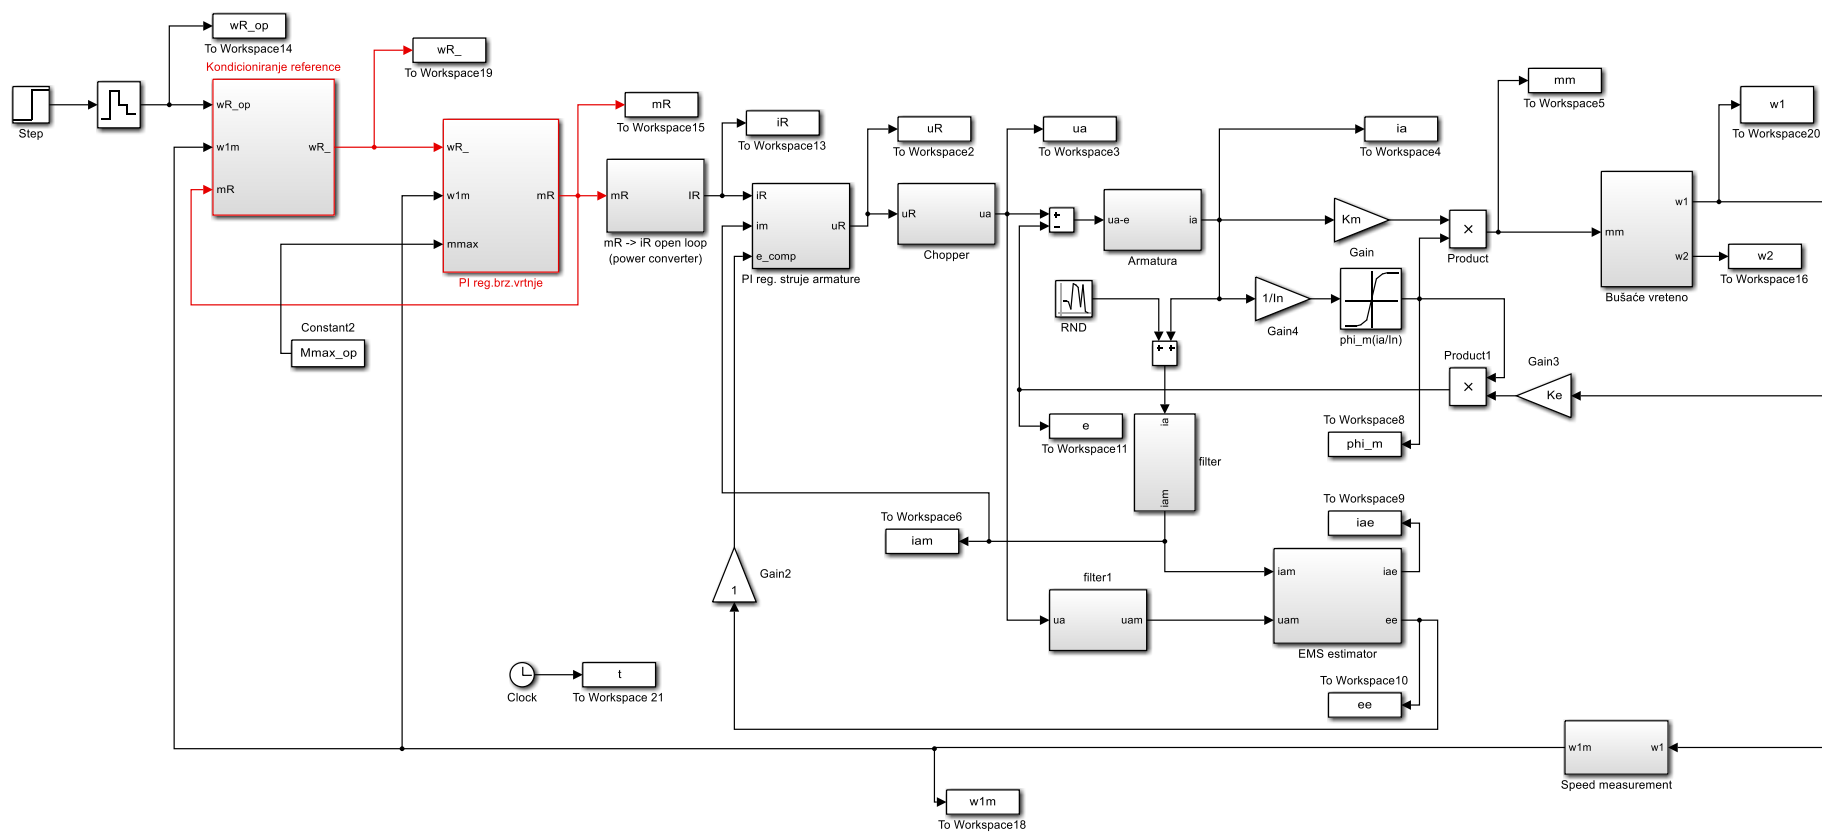 wR_op
To Workspace14
Step
Kondicioniranje reference
wR_op
w1m
mR
wR_
wR_
To Workspace19
wR_
w1m
mmax
mR
PI reg.brz.vrtnje
mR
To Workspace15
mR
IR
mR -> iR open loop
(power converter)
iR
To Workspace13
iR
im
e_comp
uR
PI reg. struje armature
uR
To Workspace2
uR
ua
Chopper
ua
To Workspace3
+
−
ua-e
ia
Armatura
ia
To Workspace4
Km
Gain
×
Product
mm
To Workspace5
mm
w1
w2
Bušaće vreteno
w1
To Workspace20
w2
To Workspace16
RND
1/In
Gain4
phi_m(ia/In)
+ +
Constant2
Mmax_op
Product1
×
Gain3
Ke
e
To Workspace11
To Workspace8
phi_m
ia
iam
filter
To Workspace6
iam
To Workspace9
iae
Gain2
1
filter1
ua
uam
iam
uam
iae
ee
EMS estimator
To Workspace10
ee
Clock
t
To Workspace 21
w1m
w1
Speed measurement
w1m
To Workspace18